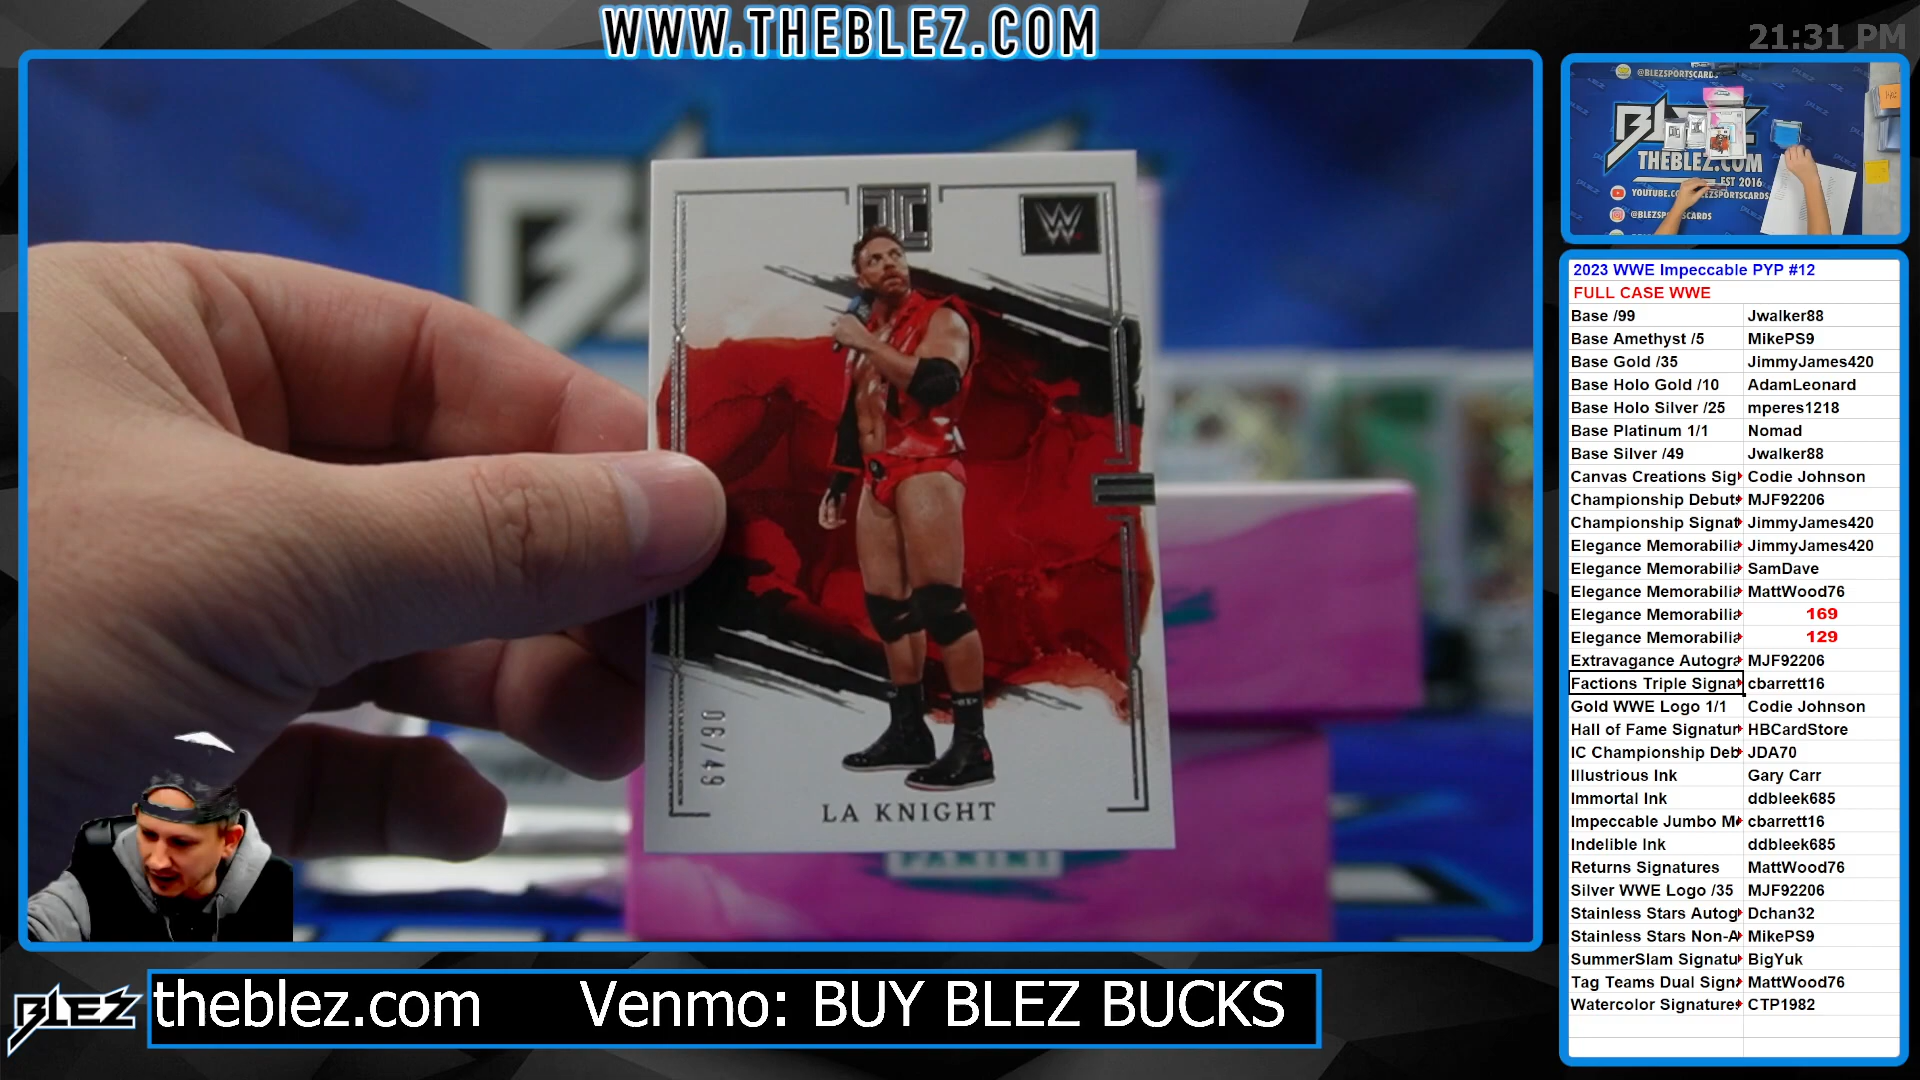 WWW.THEBLEZ.COM
21:31 PM
@BLEZSPORTSCARDS
BLEZ
THEBLEZ.COM
EST 2016
@BLEZSPORTSCARDS
W
LA KNIGHT
06/49
PANINI
2023 WWE Impeccable PYP #12
FULL CASE WWE
Base /99 Jwalker88
Base Amethyst /5 MikePS9
Base Gold /35 JimmyJames420
Base Holo Gold /10 AdamLeonard
Base Holo Silver /25 mperes1218
Base Platinum 1/1 Nomad
Base Silver /49 Jwalker88
Canvas Creations Sig Codie Johnson
Championship Debut MJF92206
Championship Signat JimmyJames420
Elegance Memorabilia JimmyJames420
Elegance Memorabilia SamDave
Elegance Memorabilia MattWood76
Elegance Memorabilia 169
Elegance Memorabilia 129
Extravagance Autogra MJF92206
Factions Triple Signat cbarrett16
Gold WWE Logo 1/1 Codie Johnson
Hall of Fame Signatur HBCardStore
IC Championship Deb JDA70
Illustrious Ink Gary Carr
Immortal Ink ddbleek685
Impeccable Jumbo M cbarrett16
Indelible Ink ddbleek685
Returns Signatures MattWood76
Silver WWE Logo /35 MJF92206
Stainless Stars Autog Dchan32
Stainless Stars Non-A MikePS9
SummerSlam Signatu BigYuk
Tag Teams Dual Sign MattWood76
Watercolor Signatures CTP1982
BLEZ
theblez.com Venmo: BUY BLEZ BUCKS